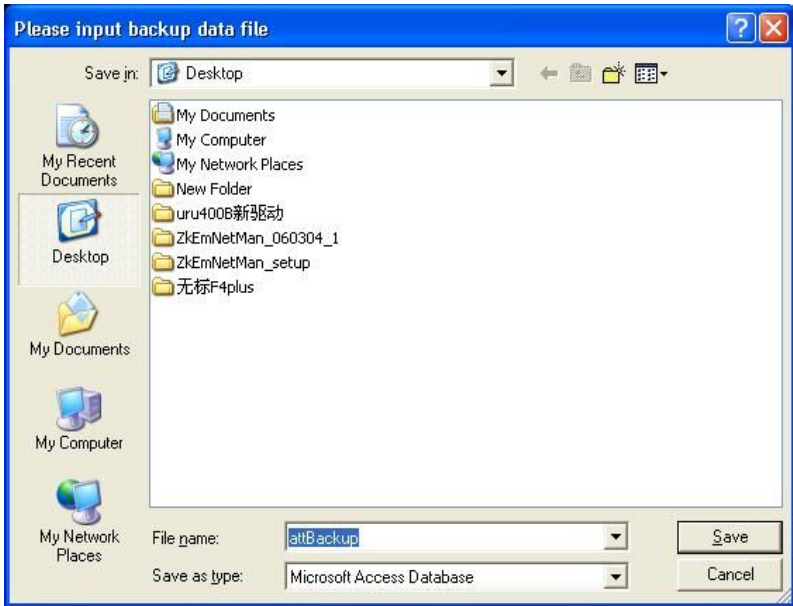 Please input backup data file
Save in: Desktop
My Recent
Documents
Desktop
My Documents
My Computer
My Network
Places
My Documents
My Computer
My Network Places
New Folder
uru400B新驱动
ZkEmNetMan_060304_1
ZkEmNetMan_setup
无标F4plus
File name: attBackup Save
Save as type: Microsoft Access Database Cancel